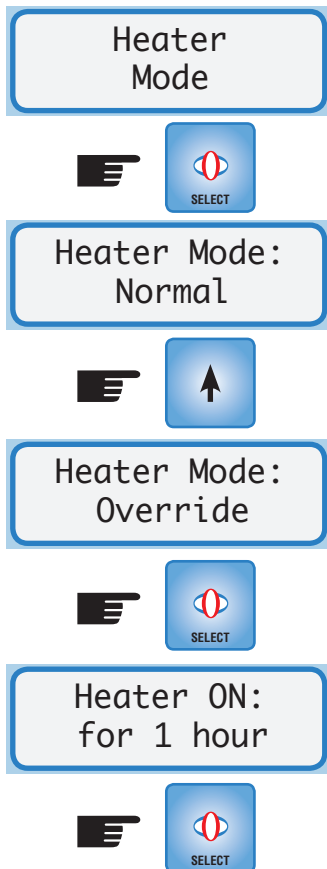 Heater
Mode
SELECT
Heater Mode:
Normal
Heater Mode:
Override
SELECT
Heater ON:
for 1 hour
SELECT